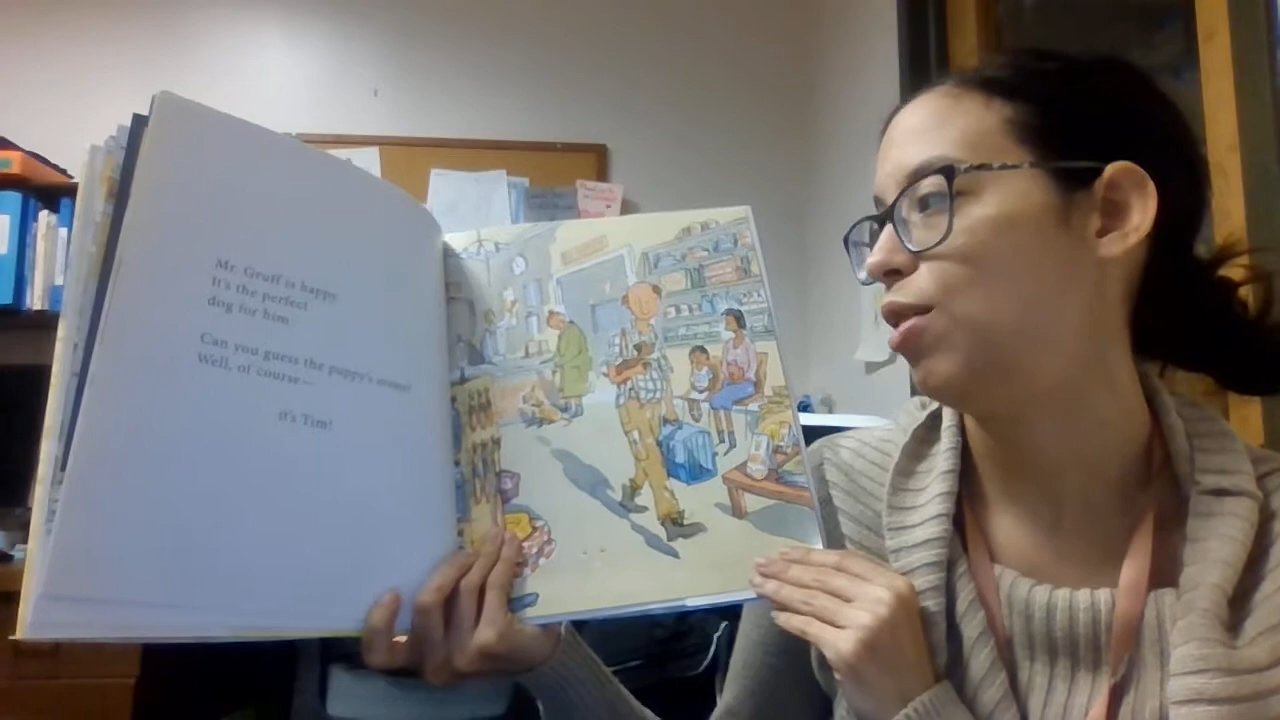 Mr. Gruff is happy.
It's the perfect
dog for him.
Can you guess the puppy's name?
Well, of course—
it's Tim!